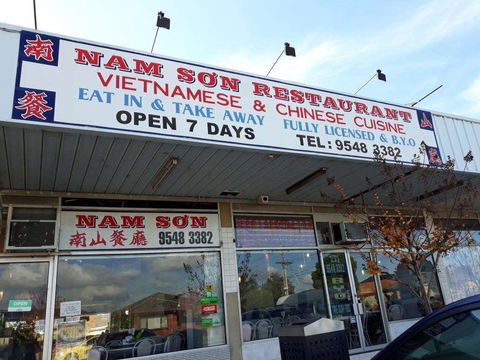 南
餐
NAM SƠN RESTAURANT
VIETNAMESE & CHINESE CUISINE
EAT IN & TAKE AWAY FULLY LICENSED & B.Y.O
OPEN 7 DAYS TEL: 9548 3382
NAM SƠN
南山餐廳 9548 3382
OPEN